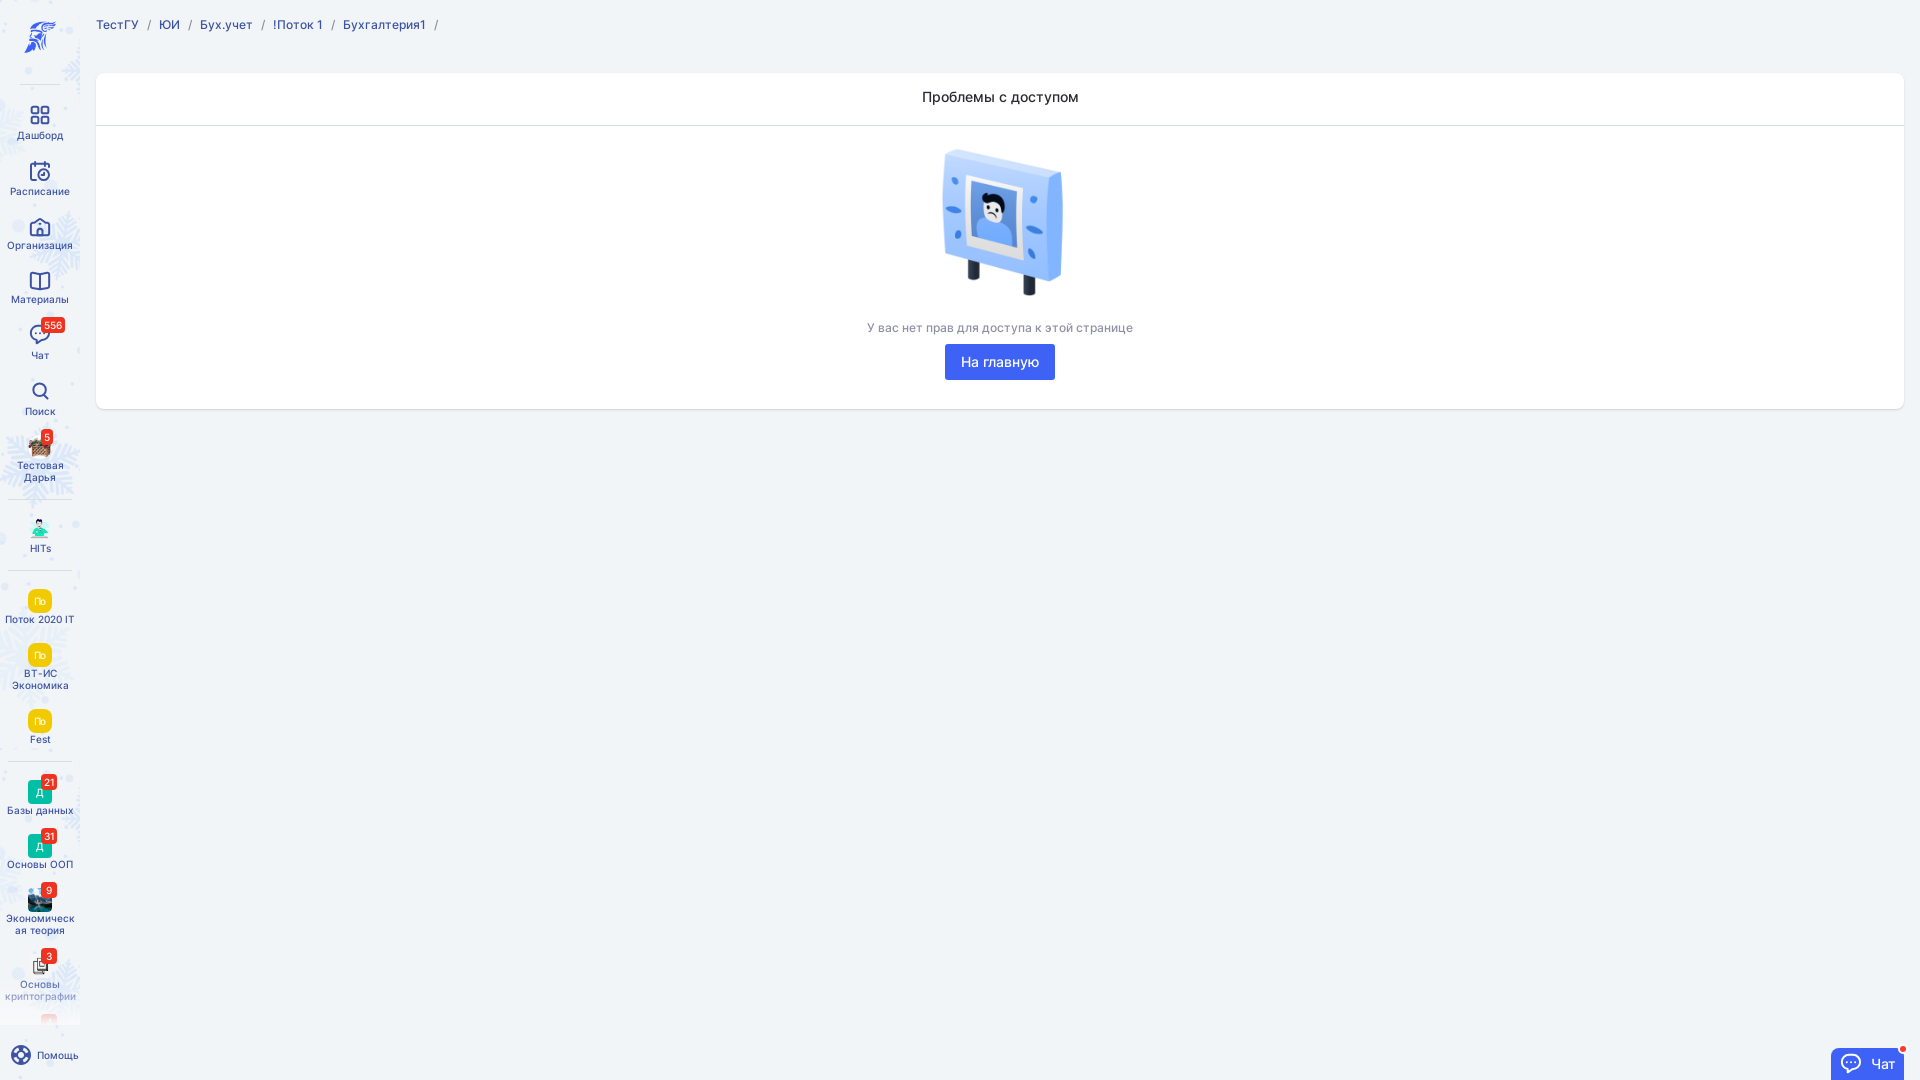 ТестГУ / ЮИ / Бух.учет / !Поток 1 / Бухгалтерия1 /
Проблемы с доступом
У вас нет прав для доступа к этой странице
На главную
Дашборд
Расписание
Организация
Материалы
556
Чат
Поиск
5
Тестовая
Дарья
HITs
По
Поток 2020 IT
По
ВТ-ИС
Экономика
По
Fest
21
Д
Базы данных
31
Д
Основы ООП
9
Экономическ
ая теория
3
Основы
криптографии
Помощь
Чат